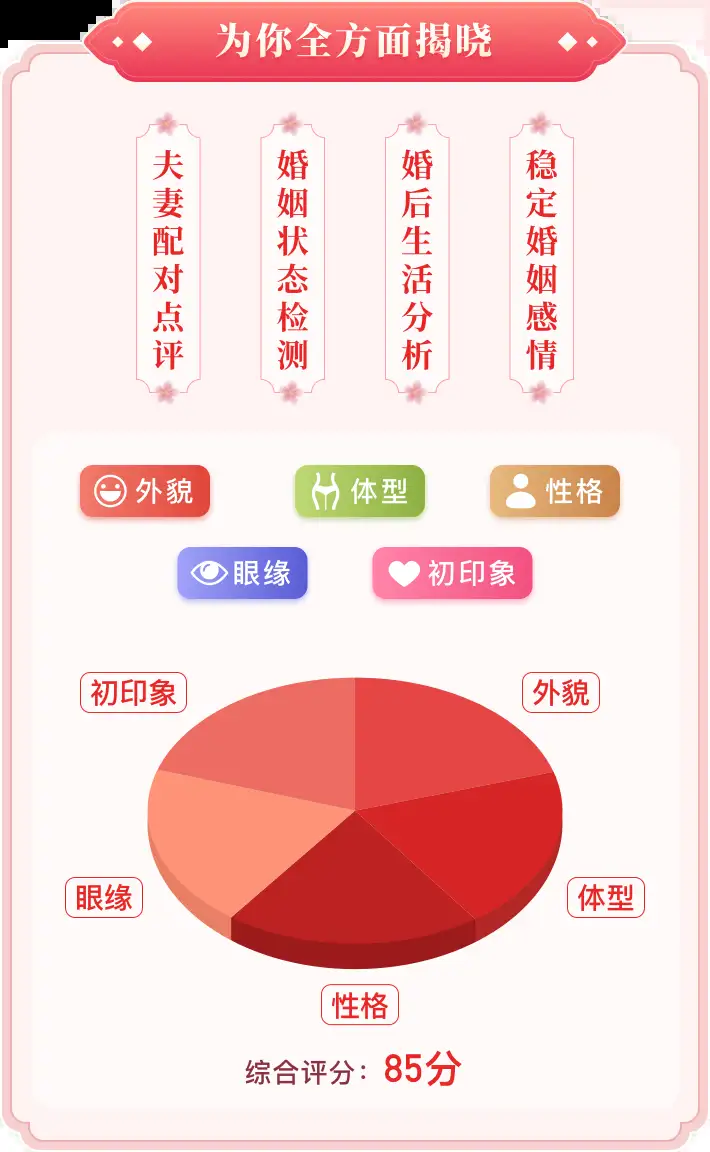 为你全方面揭晓
夫妻配对点评
婚姻状态检测
婚后生活分析
稳定婚姻感情
外貌
体型
性格
眼缘
初印象
初印象
外貌
眼缘
体型
性格
综合评分：85分